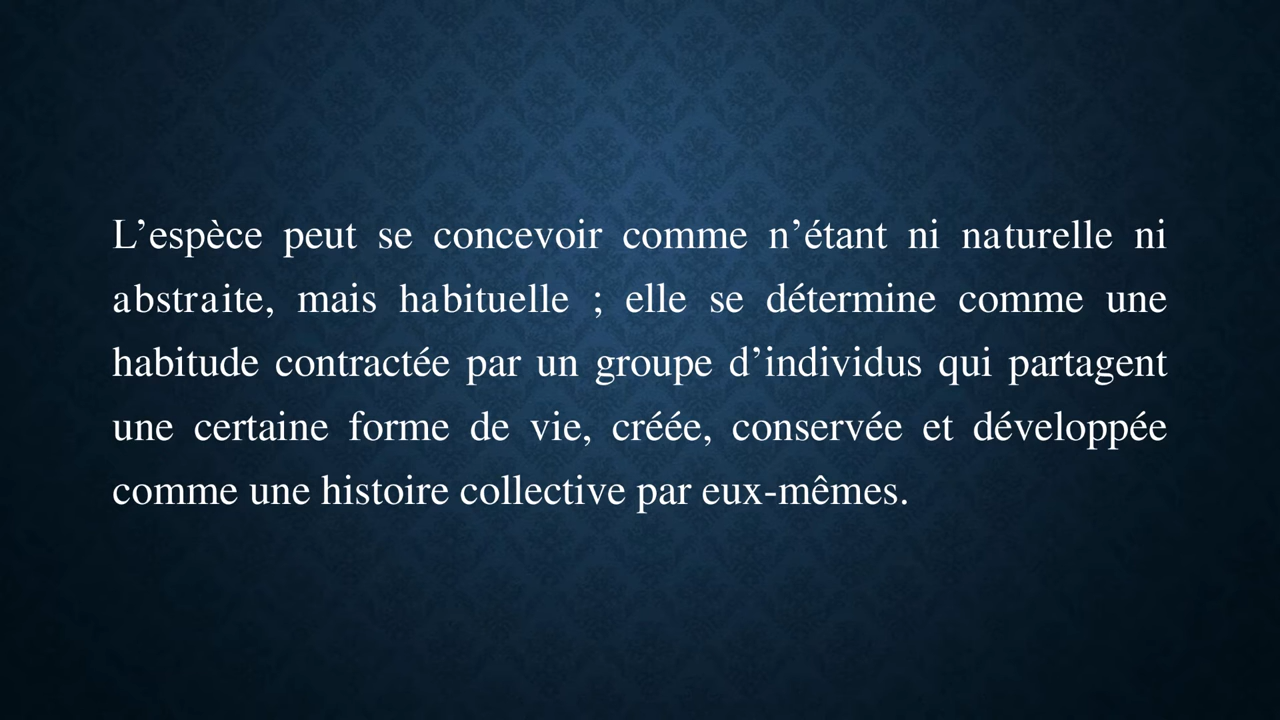 L’espèce peut se concevoir comme n’étant ni naturelle ni
abstraite, mais habituelle ; elle se détermine comme une
habitude contractée par un groupe d’individus qui partagent
une certaine forme de vie, créée, conservée et développée
comme une histoire collective par eux-mêmes.